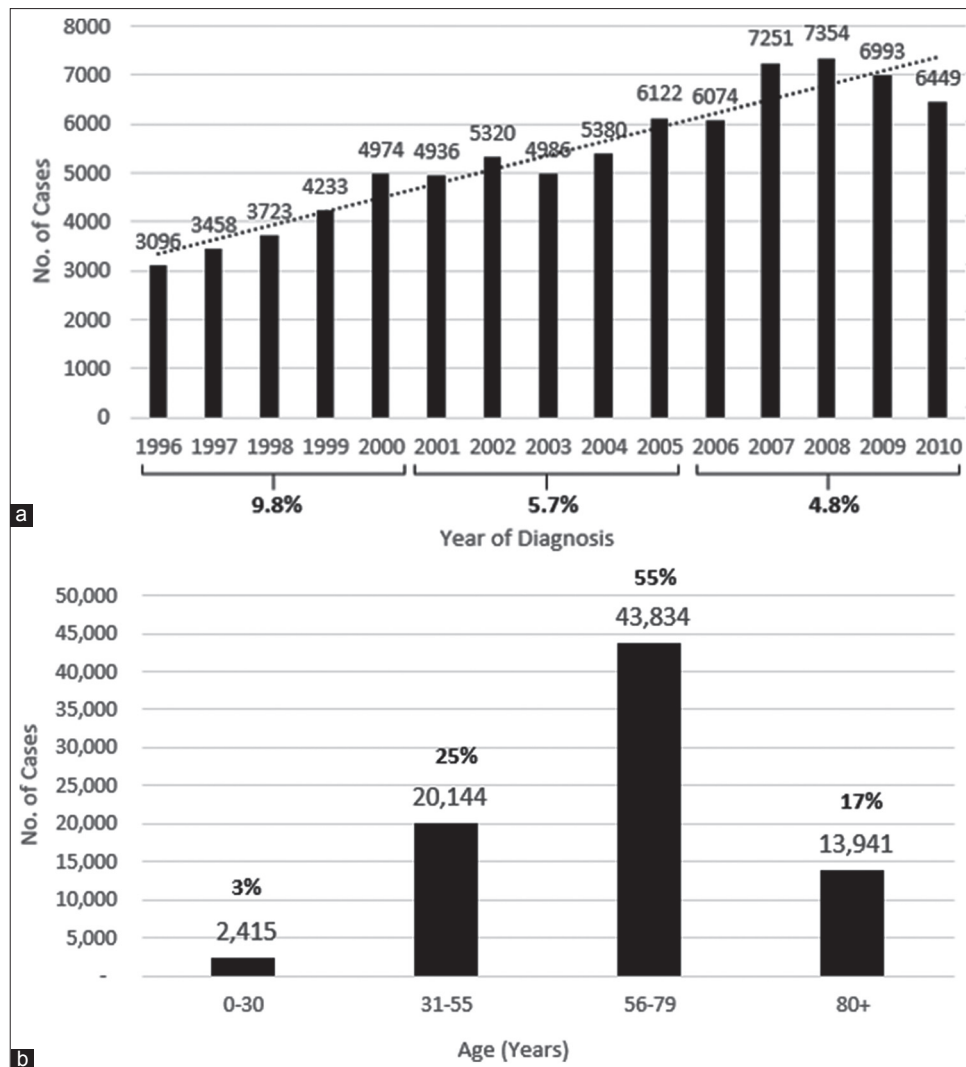 8000
7000
6000
5000
4000
3000
2000
1000
0
No. of Cases
3096 3458 3723 4233 4974 4936 5320 4986 5380 6122 6074 7251 7354 6993 6449
1996 1997 1998 1999 2000 2001 2002 2003 2004 2005 2006 2007 2008 2009 2010
9.8% 5.7% 4.8%
a
Year of Diagnosis
50,000
45,000
40,000
35,000
30,000
25,000
20,000
15,000
10,000
5,000
-
No. of Cases
3%
2,415
25%
20,144
55%
43,834
17%
13,941
0-30 31-55 56-79 80+
Age (Years)
b